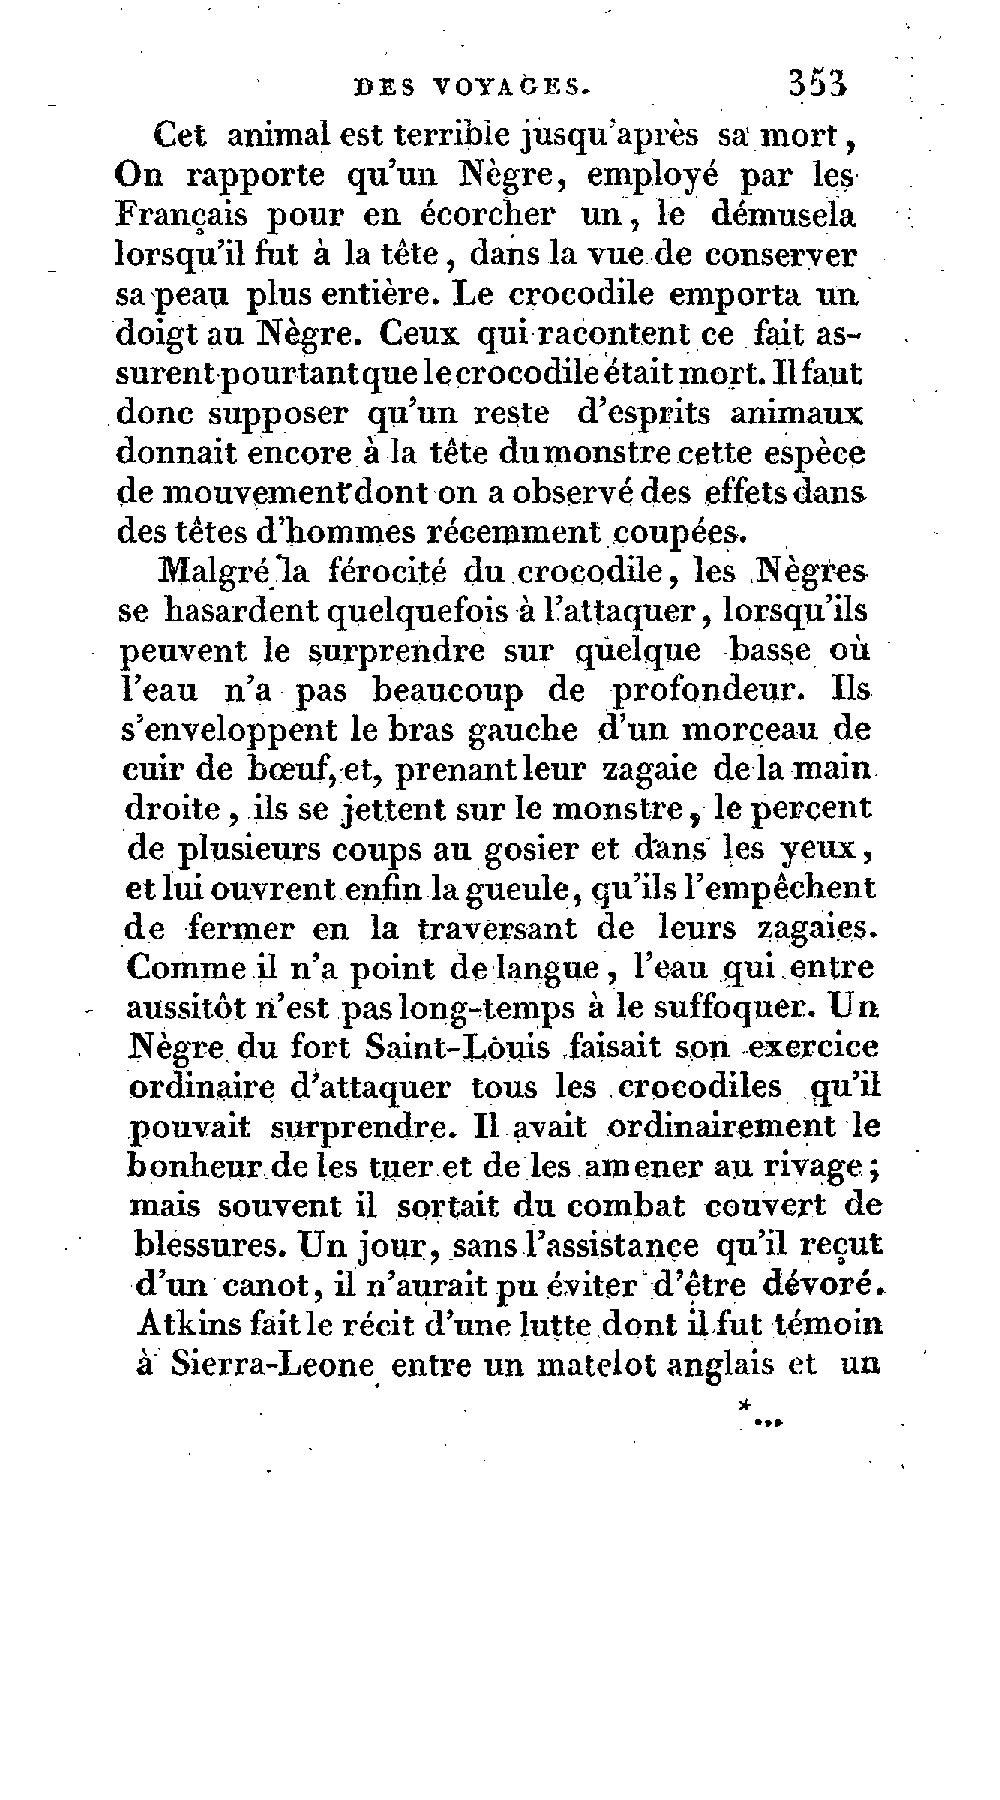 DES VOYAGES. 353
Cet animal est terrible jusqu'après sa mort,
On rapporte qu'un Nègre, employé par les
Français pour en écorcher un, le démusela
lorsqu'il fut à la tête, dans la vue de conserver
sa peau plus entière. Le crocodile emporta un
doigt au Nègre. Ceux qui racontent ce fait as-
surent pourtant que le crocodile était mort. Il faut
donc supposer qu'un reste d'esprits animaux
donnait encore à la tête du monstre cette espèce
de mouvement dont on a observé des effets dans
des têtes d'hommes récemment coupées.
Malgré la férocité du crocodile, les Nègres
se hasardent quelquefois à l'attaquer, lorsqu'ils
peuvent le surprendre sur quelque basse où
l'eau n'a pas beaucoup de profondeur. Ils
s'enveloppent le bras gauche d'un morceau de
cuir de bœuf, et, prenant leur zagaie de la main
droite, ils se jettent sur le monstre, le percent
de plusieurs coups au gosier et dans les yeux,
et lui ouvrent enfin la gueule, qu'ils l'empêchent
de fermer en la traversant de leurs zagaies.
Comme il n'a point de langue, l'eau qui entre
aussitôt n'est pas long-temps à le suffoquer. Un
Nègre du fort Saint-Louis faisait son exercice
ordinaire d'attaquer tous les crocodiles qu'il
pouvait surprendre. Il avait ordinairement le
bonheur de les tuer et de les amener au rivage;
mais souvent il sortait du combat couvert de
blessures. Un jour, sans l'assistance qu'il reçut
d'un canot, il n'aurait pu éviter d'être dévoré.
Atkins fait le récit d'une lutte dont il fut témoin
à Sierra-Leone entre un matelot anglais et un
*...